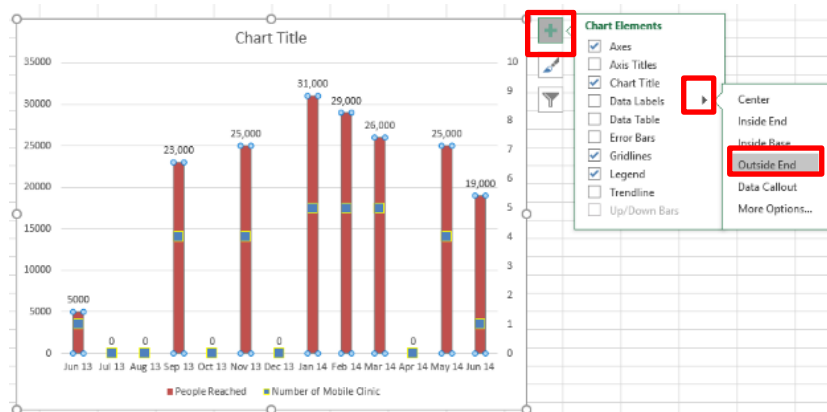 Chart Title
35000
30000
25000
20000
15000
10000
5000
0
10
9
8
7
6
5
4
3
2
1
0
5000
0
0
23,000
0
25,000
0
31,000
29,000
26,000
0
25,000
19,000
Jun 13 Jul 13 Aug 13 Sep 13 Oct 13 Nov 13 Dec 13 Jan 14 Feb 14 Mar 14 Apr 14 May 14 Jun 14
People Reached Number of Mobile Clinic
Chart Elements
Axes
Axis Titles
Chart Title
Data Labels
Data Table
Error Bars
Gridlines
Legend
Trendline
Up/Down Bars
Center
Inside End
Inside Base
Outside End
Data Callout
More Options...